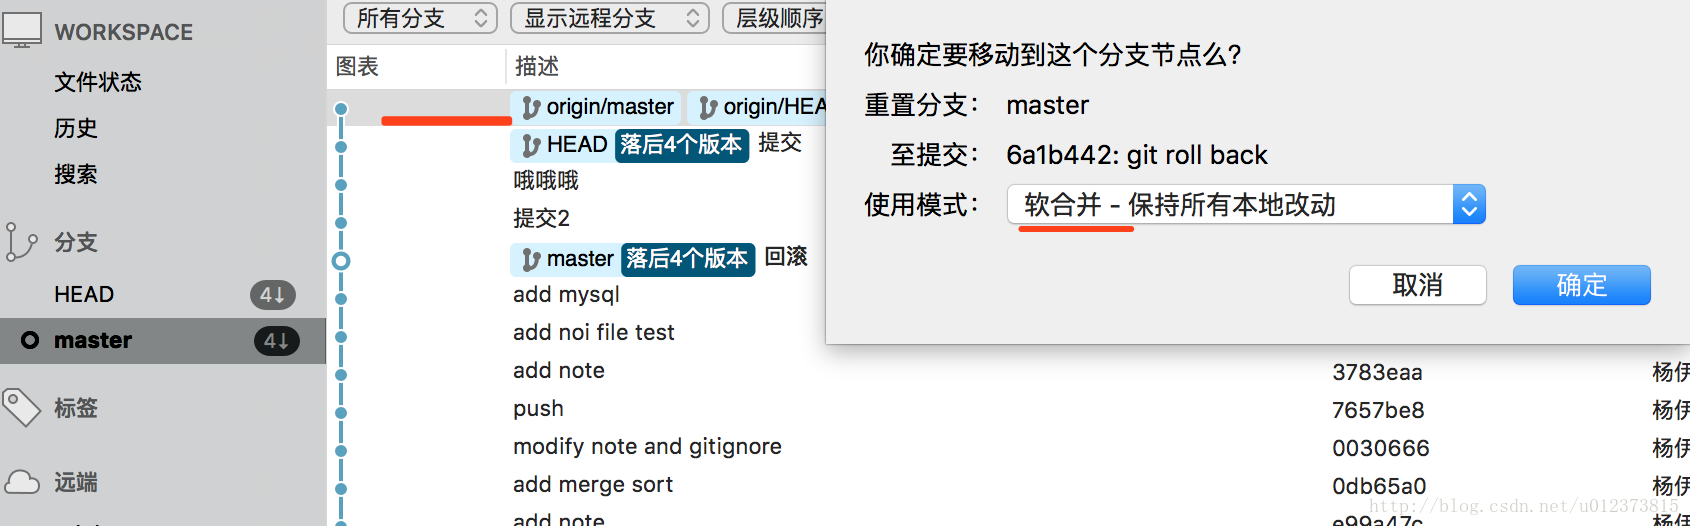 WORKSPACE
文件状态
历史
搜索
分支
HEAD 4↓
master 4↓
标签
远端
所有分支 显示远程分支 层级顺序
图表 描述
origin/master origin/HEA
HEAD 落后4个版本 提交
哦哦哦
提交2
master 落后4个版本 回滚
add mysql
add noi file test
add note 3783eaa 杨伊
push 7657be8 杨伊
modify note and gitignore 0030666 杨伊
add merge sort 0db65a0 杨伊
add note e99a47c
你确定要移动到这个分支节点么?
重置分支: master
至提交: 6a1b442: git roll back
使用模式: 软合并 - 保持所有本地改动
取消 确定
http://blog.csdn.net/u012373815